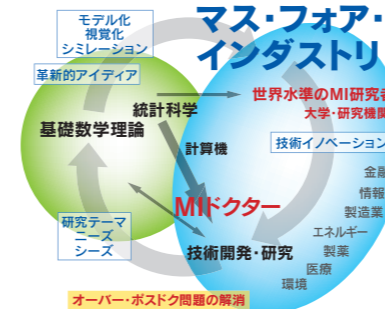 モデル化
視覚化
シミレーション
マス・フォア・
インダストリ
革新的アイディア
統計科学
基礎数学理論
世界水準のMI研究者
大学・研究機関
計算機
技術イノベーション
金融
情報
製造業
エネルギー
製薬
医療
環境
MIドクター
研究テーマ
ニーズ
シーズ
技術開発・研究
オーバー・ポスドク問題の解消